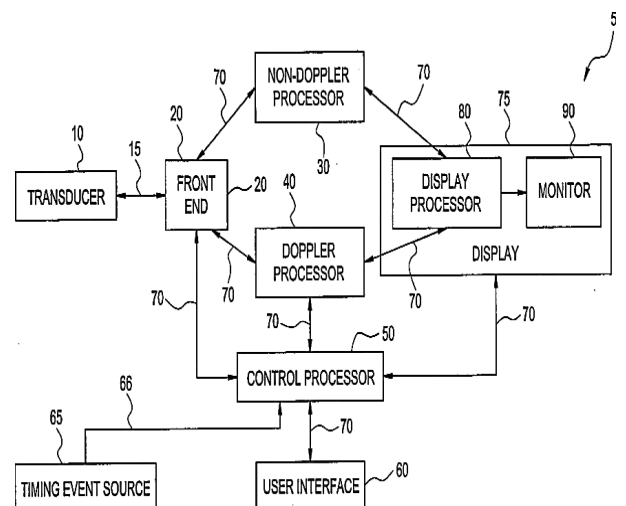 5
70
NON-DOPPLER
PROCESSOR
30
70
75
80
90
10
15
20
TRANSDUCER
FRONT
END
20
40
DISPLAY
PROCESSOR
MONITOR
DISPLAY
DOPPLER
PROCESSOR
70
70
70
70
70
50
CONTROL PROCESSOR
65
66
70
TIMING EVENT SOURCE
USER INTERFACE
60